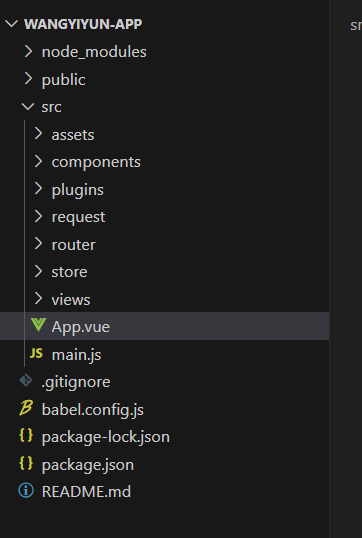 WANGYIYUN-APP
node_modules
public
src
assets
components
plugins
request
router
store
views
App.vue
JS main.js
.gitignore
babel.config.js
{} package-lock.json
{} package.json
README.md